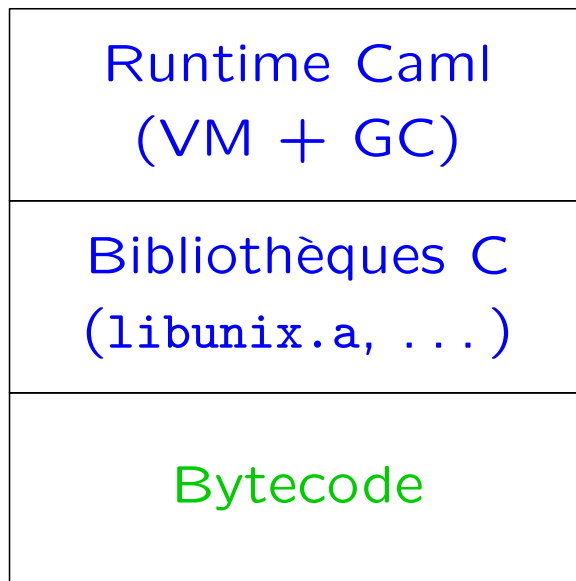 Runtime Caml
(VM + GC)
Bibliothèques C
(libunix.a, ...)
Bytecode